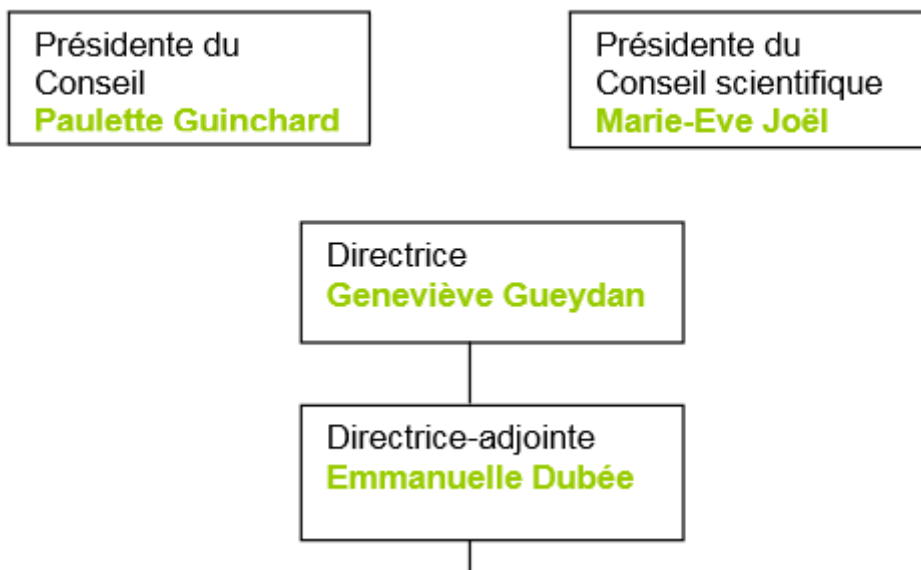 Présidente du
Conseil
Paulette Guinchard
Présidente du
Conseil scientifique
Marie-Eve Joël
Directrice
Geneviève Gueydan
Directrice-adjointe
Emmanuelle Dubée